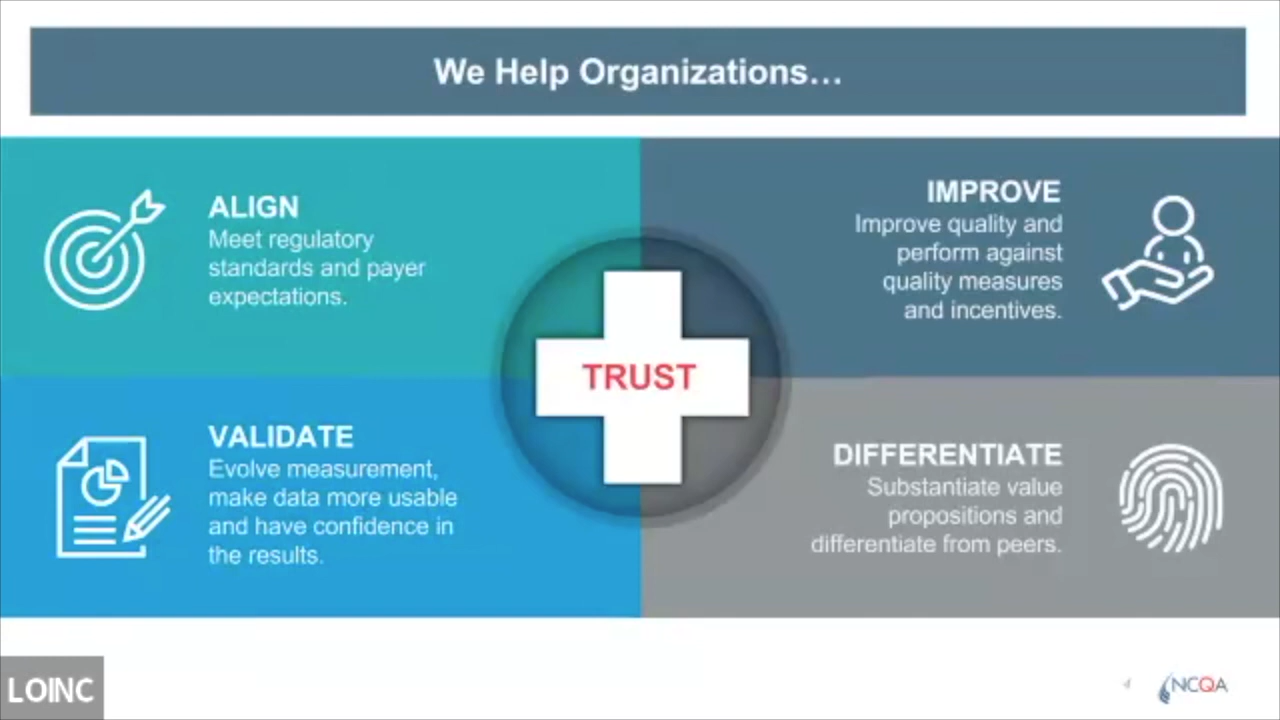 We Help Organizations…
ALIGN
Meet regulatory
standards and payer
expectations.
IMPROVE
Improve quality and
perform against
quality measures
and incentives.
TRUST
VALIDATE
Evolve measurement,
make data more usable
and have confidence in
the results.
DIFFERENTIATE
Substantiate value
propositions and
differentiate from peers.
LOINC
4
NCQA